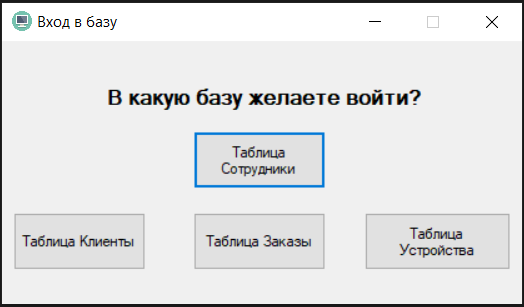 Вход в базу
В какую базу желаете войти?
Таблица
Сотрудники
Таблица Клиенты
Таблица Заказы
Таблица
Устройства